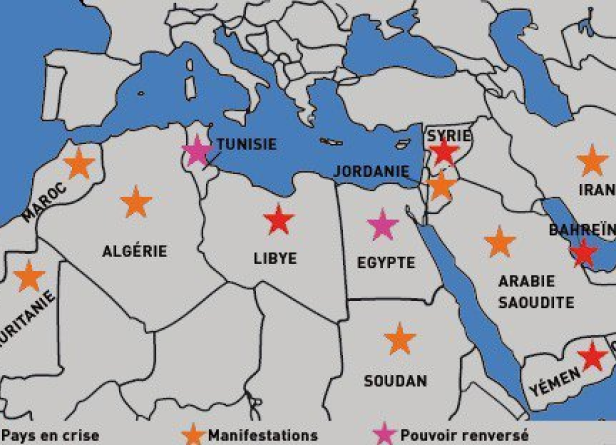 TUNISIE
SYRIE
JORDANIE
IRAN
MAROC
BAHREÏN
ALGÉRIE
LIBYE
EGYPTE
ARABIE
SAOUDITE
URITANIE
SOUDAN
YÉMEN
Pays en crise
Manifestations
Pouvoir renversé